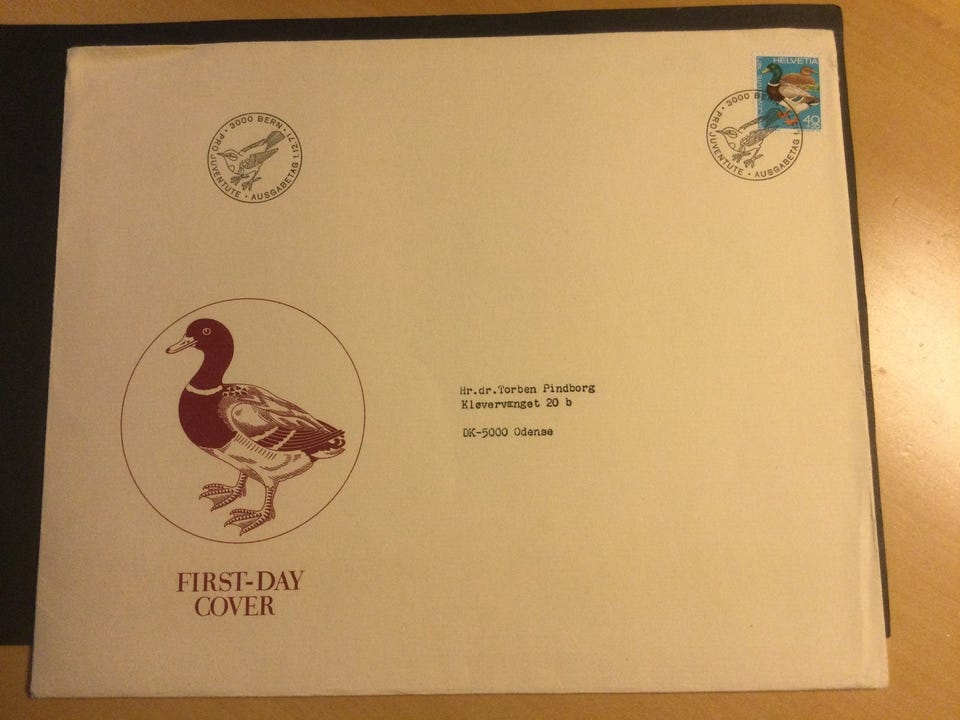 3000 BERN · 1.12.71
PRO JUVENTUTE · AUSGABETAG
HELVETIA
40
3000 BERN
PRO JUVENTUTE · AUSGABETAG
Hr.dr.Torben Pindborg
Kløvervænget 20 b
DK-5000 Odense
FIRST-DAY
COVER